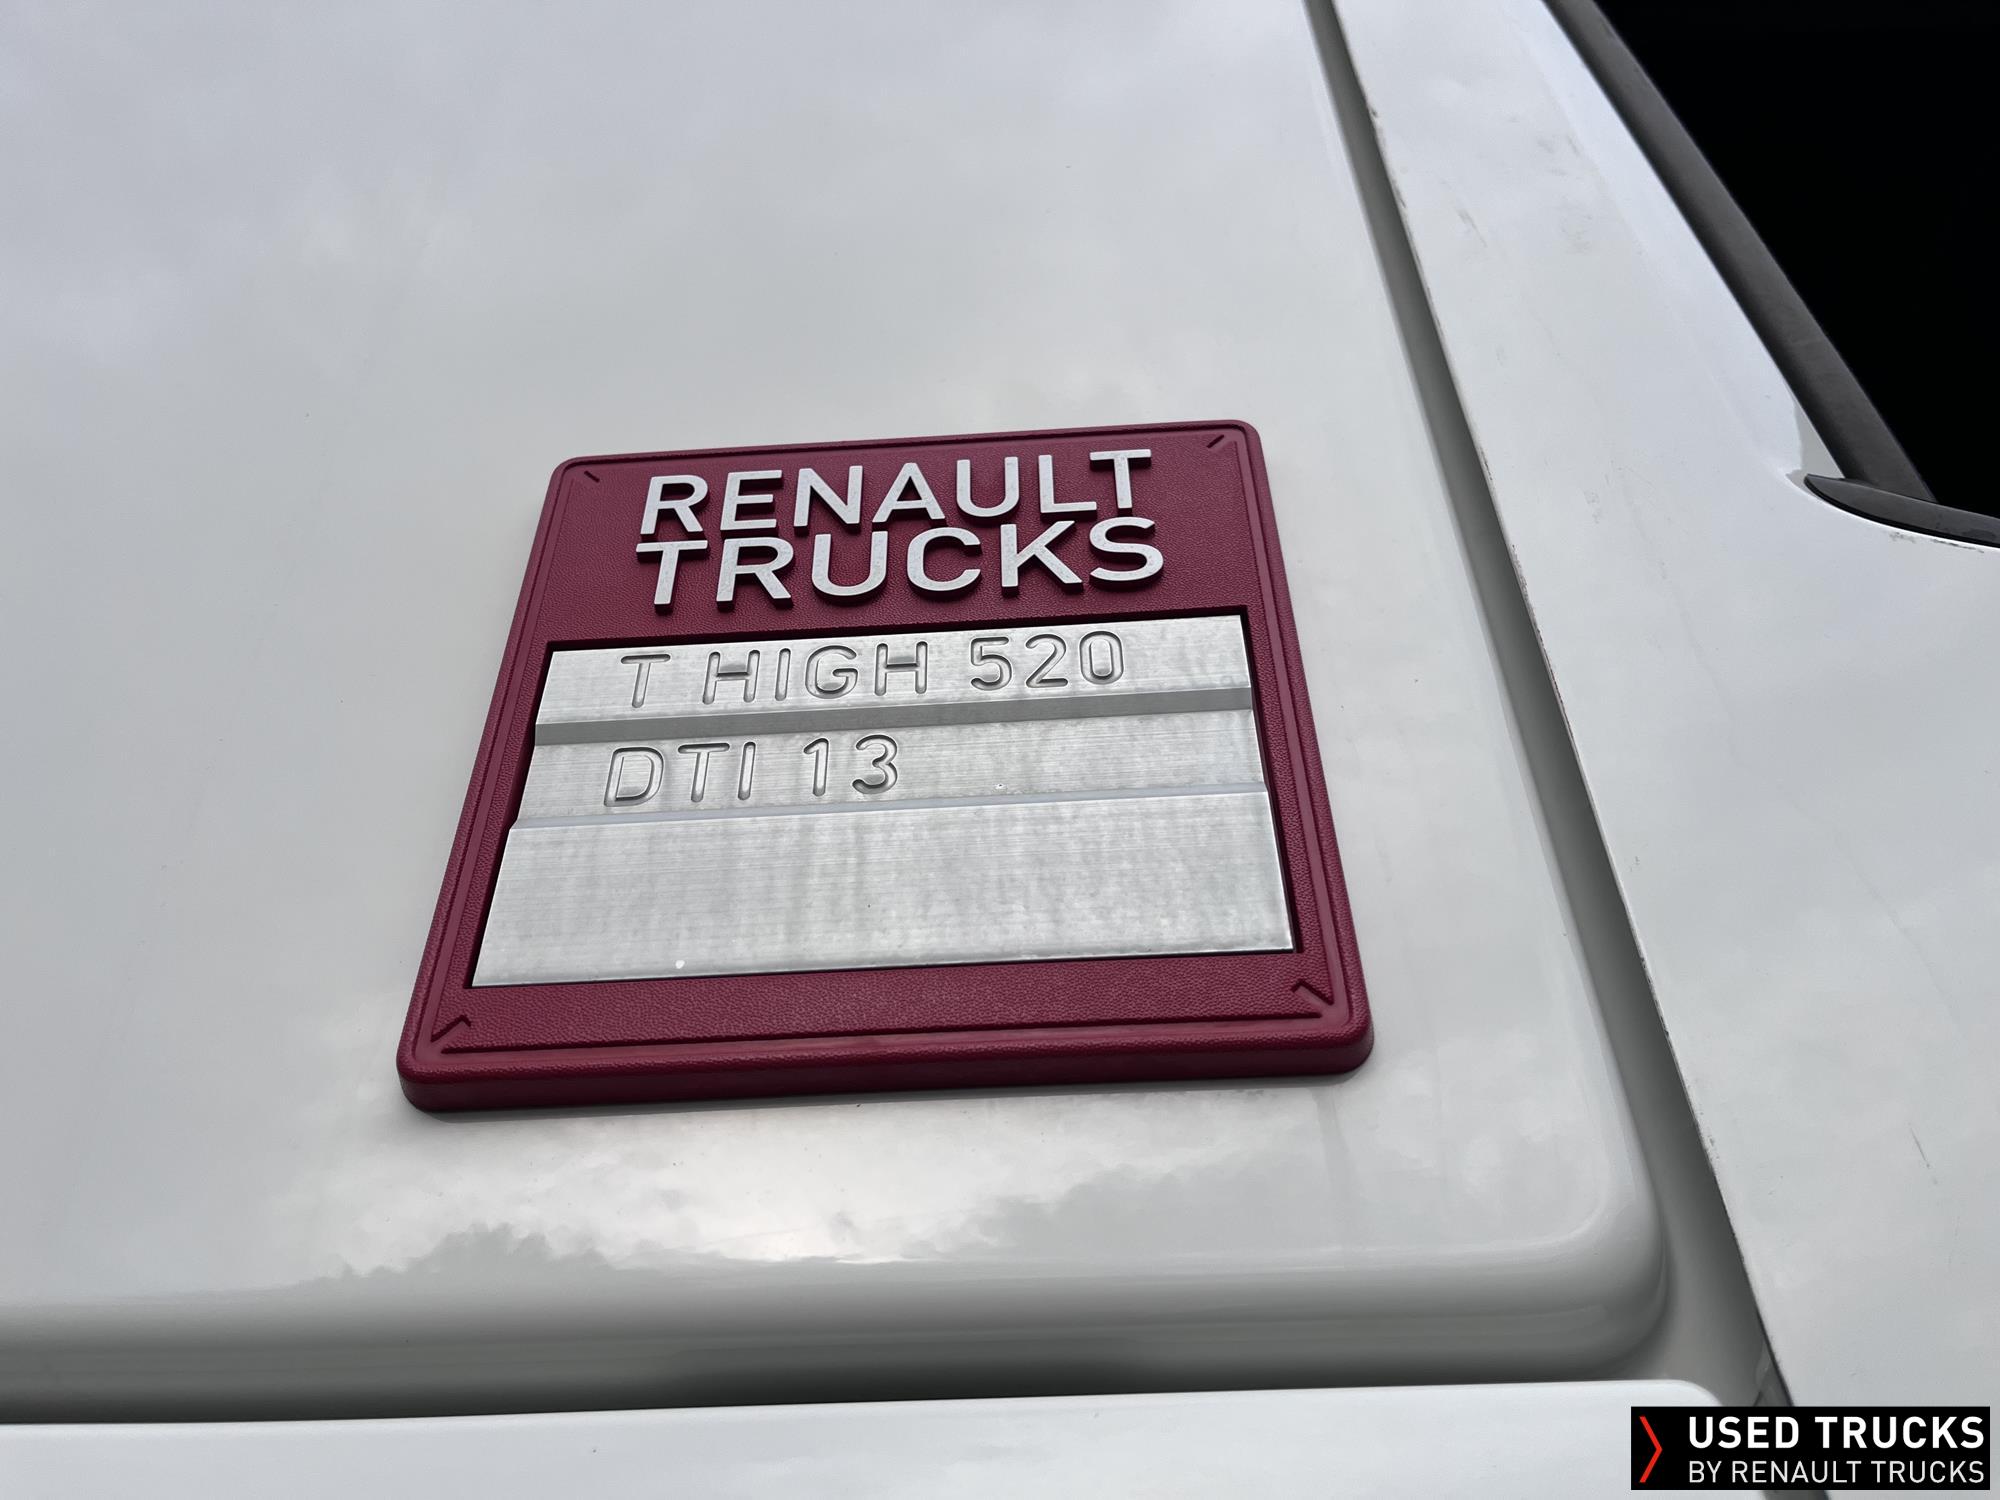 RENAULT
TRUCKS
T HIGH 520
DTI 13
USED TRUCKS
BY RENAULT TRUCKS